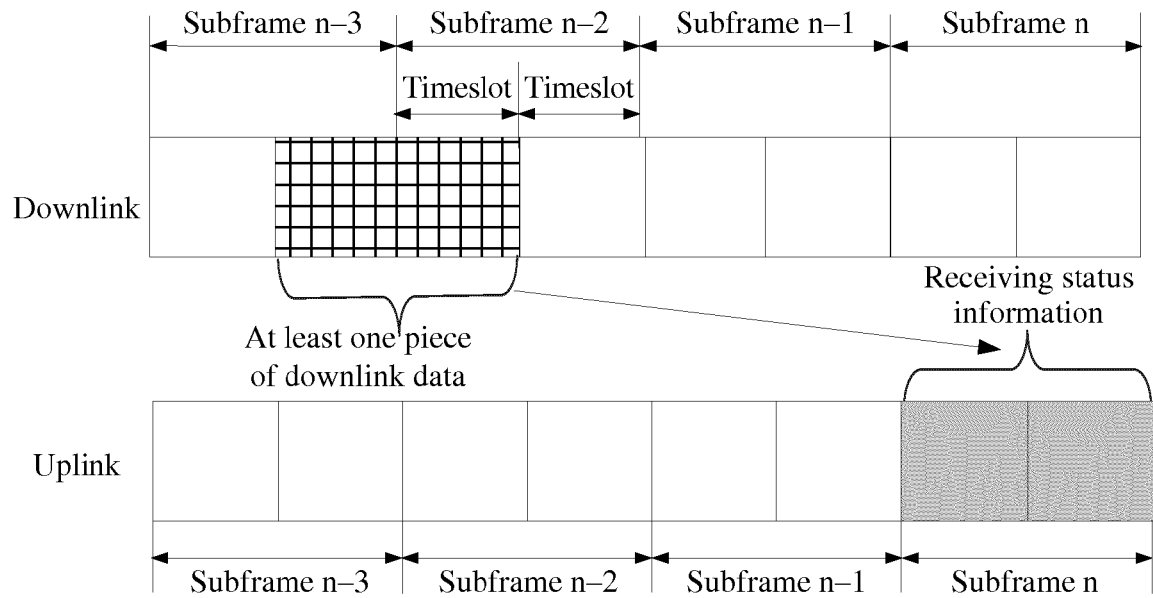 Subframe n–3 Subframe n–2 Subframe n–1 Subframe n
Timeslot Timeslot
Downlink
Receiving status
information
At least one piece
of downlink data
Uplink
Subframe n–3 Subframe n–2 Subframe n–1 Subframe n